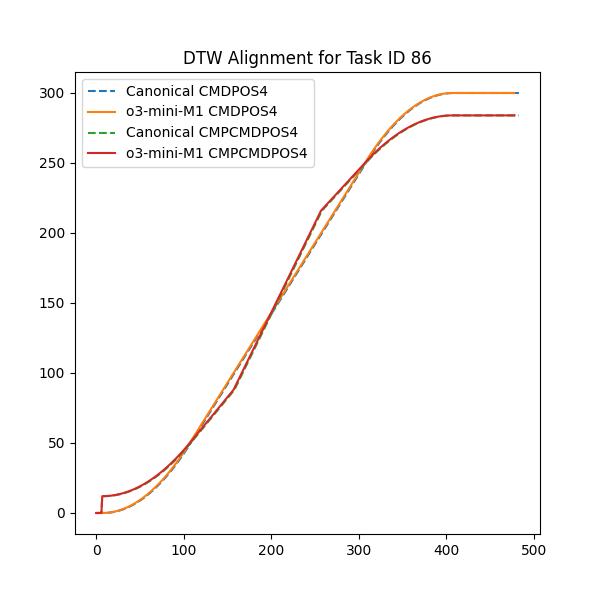 DTW Alignment for Task ID 86
Canonical CMDPOS4
o3-mini-M1 CMDPOS4
Canonical CMPCMDPOS4
o3-mini-M1 CMPCMDPOS4
300
250
200
150
100
50
0
0 100 200 300 400 500